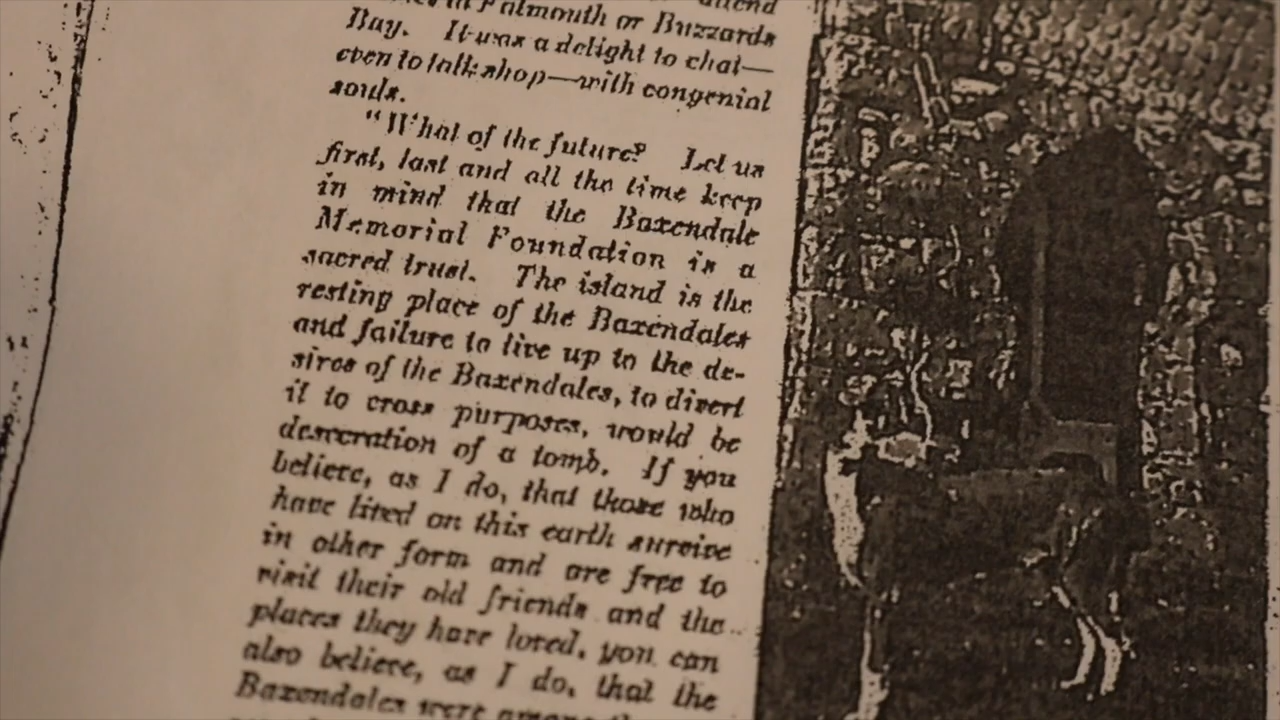 in Falmouth or Buzzards
Bay. It was a delight to chat—
even to talk shop—with congenial
souls.
"What of the future? Let us
first, last and all the time keep
in mind that the Baxendale
Memorial Foundation is a
sacred trust. The island is the
resting place of the Baxendales
and failure to live up to the de-
sires of the Baxendales, to divert
it to cross purposes, would be
desecration of a tomb. If you
believe, as I do, that those who
have lived on this earth survive
in other form and are free to
visit their old friends and the
places they have loved, you can
also believe, as I do, that the
Baxendales were among